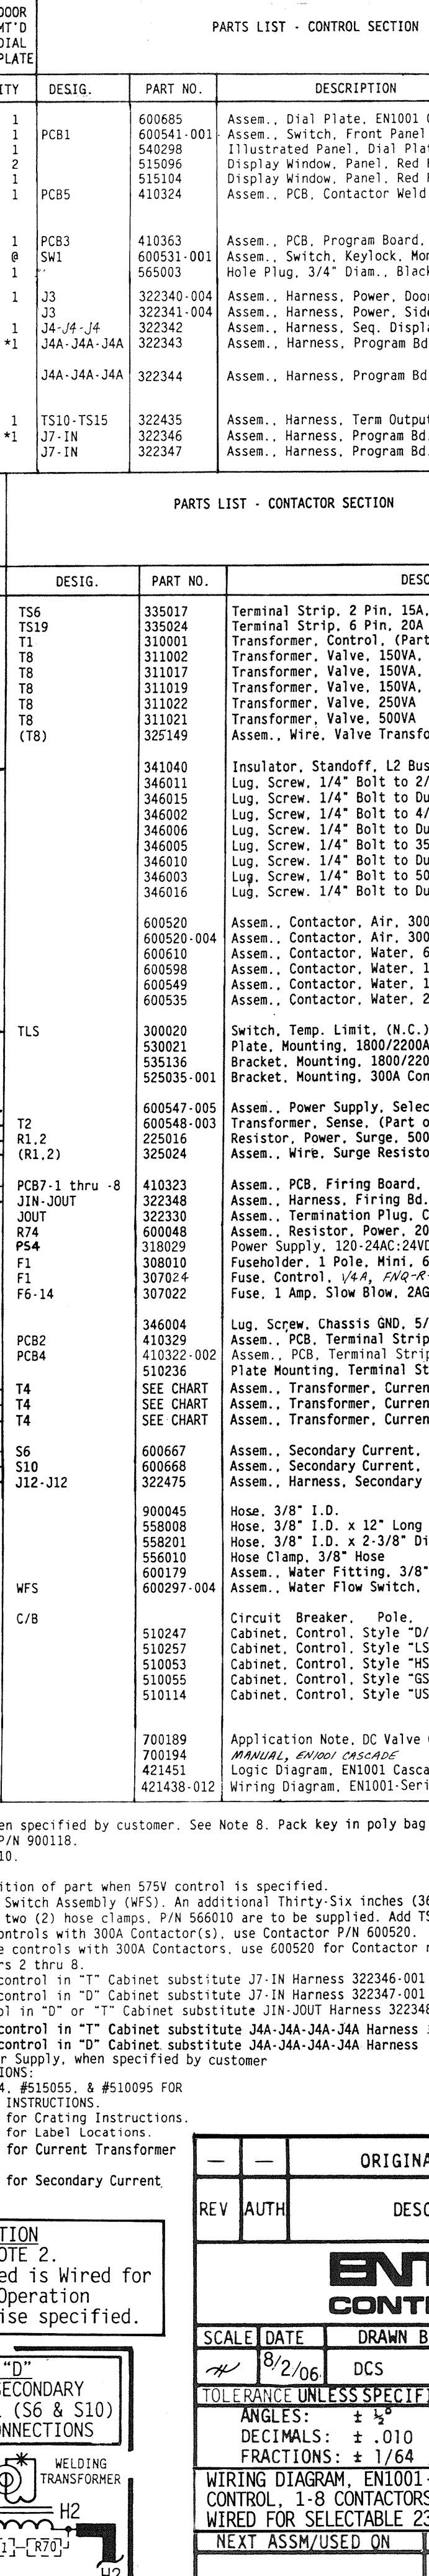 DOOR
MT'D
DIAL
PLATE
PARTS LIST - CONTROL SECTION
ITY DESIG. PART NO. DESCRIPTION
1 600685 Assem., Dial Plate, EN1001
1 PCB1 600541-001 Assem., Switch, Front Panel
1 540298 Illustrated Panel, Dial Pla
2 515096 Display Window, Panel, Red
1 515104 Display Window, Panel, Red
1 PCB5 410324 Assem., PCB, Contactor Weld
1 PCB3 410363 Assem., PCB, Program Board,
@ SW1 600531-001 Assem., Switch, Keylock, Mo
1 " 565003 Hole Plug, 3/4" Diam., Blac
1 J3 322340-004 Assem., Harness, Power, Doo
J3 322341-004 Assem., Harness, Power, Sid
1 J4-J4-J4 322342 Assem., Harness, Seq. Displ
*1 J4A-J4A-J4A 322343 Assem., Harness, Program Bd
J4A-J4A-J4A 322344 Assem., Harness, Program Bd
1 TS10-TS15 322435 Assem., Harness, Term Output
*1 J7-IN 322346 Assem., Harness, Program Bd.
J7-IN 322347 Assem., Harness, Program Bd.
PARTS LIST - CONTACTOR SECTION
DESIG. PART NO. DESC
TS6 335017 Terminal Strip, 2 Pin, 15A,
TS19 335024 Terminal Strip, 6 Pin, 20A
T1 310001 Transformer, Control, (Part
T8 311002 Transformer, Valve, 150VA,
T8 311017 Transformer, Valve, 150VA,
T8 311019 Transformer, Valve, 150VA,
T8 311022 Transformer, Valve, 250VA
T8 311021 Transformer, Valve, 500VA
(T8) 325149 Assem., Wire, Valve Transfo
341040 Insulator, Standoff, L2 Bus
346011 Lug, Screw, 1/4" Bolt to 2/
346015 Lug, Screw. 1/4" Bolt to Du
346002 Lug, Screw, 1/4" Bolt to 4/
346006 Lug, Screw, 1/4" Bolt to Du
346005 Lug, Screw, 1/4" Bolt to 35
346010 Lug, Screw, 1/4" Bolt to Du
346003 Lug, Screw, 1/4" Bolt to 50
346016 Lug, Screw. 1/4" Bolt to Du
600520 Assem., Contactor, Air, 300
600520-004 Assem., Contactor, Air, 300
600610 Assem., Contactor, Water, 6
600598 Assem., Contactor, Water, 1
600549 Assem., Contactor, Water, 1
600535 Assem., Contactor, Water, 2
TLS 300020 Switch, Temp. Limit, (N.C.)
530021 Plate, Mounting, 1800/2200A
535136 Bracket, Mounting, 1800/220
525035-001 Bracket, Mounting, 300A Con
600547-005 Assem., Power Supply, Selec
T2 600548-003 Transformer, Sense, (Part o
R1,2 225016 Resistor, Power, Surge, 500
(R1,2) 325024 Assem., Wire, Surge Resisto
PCB7-1 thru -8 410323 Assem., PCB, Firing Board,
JIN-JOUT 322348 Assem., Harness, Firing Bd.
JOUT 322330 Assem., Termination Plug, C
R74 600048 Assem., Resistor, Power, 20
PS4 318029 Power Supply, 120-24AC:24VD
F1 308010 Fuseholder, 1 Pole, Mini, 6
F1 307024 Fuse, Control, 1/4A, FNQ-R-
F6-14 307022 Fuse, 1 Amp, Slow Blow, 2AG
346004 Lug, Screw, Chassis GND, 5/
PCB2 410329 Assem., PCB, Terminal Strip
PCB4 410322-002 Assem., PCB, Terminal Strip
510236 Plate Mounting, Terminal St
T4 SEE CHART Assem., Transformer, Curren
T4 SEE CHART Assem., Transformer, Curren
T4 SEE CHART Assem., Transformer, Curren
S6 600667 Assem., Secondary Current,
S10 600668 Assem., Secondary Current,
J12-J12 322475 Assem., Harness, Secondary
900045 Hose, 3/8" I.D.
558008 Hose, 3/8" I.D. x 12" Long
558201 Hose, 3/8" I.D. x 2-3/8" Di
556010 Hose Clamp, 3/8" Hose
600179 Assem., Water Fitting, 3/8"
WFS 600297-004 Assem., Water Flow Switch,
C/B Circuit Breaker, Pole,
510247 Cabinet, Control, Style "D/
510257 Cabinet, Control, Style "LS
510053 Cabinet, Control, Style "HS
510055 Cabinet, Control, Style "GS
510114 Cabinet, Control, Style "US
700189 Application Note, DC Valve
700194 MANUAL, EN1001 CASCADE
421451 Logic Diagram, EN1001 Casca
421438-012 Wiring Diagram, EN1001-Seri
en specified by customer. See Note 8. Pack key in poly bag
P/N 900118.
10.
ition of part when 575V control is specified.
Switch Assembly (WFS). An additional Thirty-Six inches (36
two (2) hose clamps, P/N 566010 are to be supplied. Add TS
ontrols with 300A Contactor(s), use Contactor P/N 600520.
e controls with 300A Contactors, use 600520 for Contactor
rs 2 thru 8.
control in "T" Cabinet substitute J7-IN Harness 322346-001
control in "D" Cabinet substitute J7-IN Harness 322347-001
ol in "D" or "T" Cabinet substitute JIN-JOUT Harness 322348
control in "T" Cabinet substitute J4A-J4A-J4A-J4A Harness
control in "D" Cabinet substitute J4A-J4A-J4A-J4A Harness
r Supply, when specified by customer
IONS:
4, #515055, & #510095 FOR
INSTRUCTIONS.
for Crating Instructions.
for Label Locations.
for Current Transformer
for Secondary Current
— — ORIGINA
REV AUTH DESC
TION
OTE 2.
ed is Wired for
Operation
ise specified.
ENT
CONT
SCALE DATE DRAWN B
8/2/06 DCS
TOLERANCE UNLESS SPECIFI
ANGLES: ± ½°
DECIMALS: ± .010
FRACTIONS: ± 1/64
WIRING DIAGRAM, EN1001-
CONTROL, 1-8 CONTACTORS
WIRED FOR SELECTABLE 23
NEXT ASSM/USED ON
"D"
SECONDARY
L (S6 & S10)
ONNECTIONS
WELDING
TRANSFORMER
H2
R70
H2